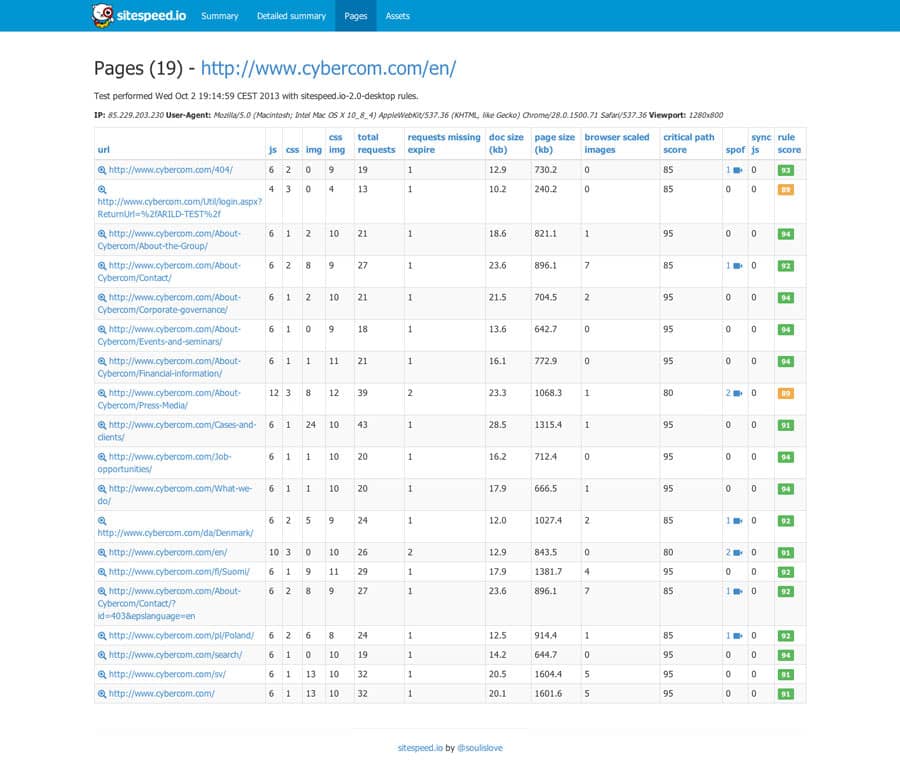 sitespeed.io Summary Detailed summary Pages Assets
Pages (19) - http://www.cybercom.com/en/
Test performed Wed Oct 2 19:14:59 CEST 2013 with sitespeed.io-2.0-desktop rules.
IP: 85.229.203.230 User-Agent: Mozilla/5.0 (Macintosh; Intel Mac OS X 10_8_4) AppleWebKit/537.36 (KHTML, like Gecko) Chrome/28.0.1500.71 Safari/537.36 Viewport: 1280x800
url js css img css img total requests requests missing expire doc size (kb) page size (kb) browser scaled images critical path score spof sync js rule score
http://www.cybercom.com/404/ 6 2 0 9 19 1 12.9 730.2 0 85 1 0 93
http://www.cybercom.com/Util/login.aspx? 4 3 0 4 13 1 10.2 240.2 0 85 0 0 89
ReturnUrl=%2fARILD-TEST%2f
http://www.cybercom.com/About- 6 1 2 10 21 1 18.6 821.1 1 95 0 0 94
Cybercom/About-the-Group/
http://www.cybercom.com/About- 6 2 8 9 27 1 23.6 896.1 7 85 1 0 92
Cybercom/Contact/
http://www.cybercom.com/About- 6 1 2 10 21 1 21.5 704.5 2 95 0 0 94
Cybercom/Corporate-governance/
http://www.cybercom.com/About- 6 1 0 9 18 1 13.6 642.7 0 95 0 0 94
Cybercom/Events-and-seminars/
http://www.cybercom.com/About- 6 1 1 11 21 1 16.1 772.9 0 95 0 0 94
Cybercom/Financial-information/
http://www.cybercom.com/About- 12 3 8 12 39 2 23.3 1068.3 1 80 2 0 89
Cybercom/Press-Media/
http://www.cybercom.com/Cases-and- 6 1 24 10 43 1 28.5 1315.4 1 95 0 0 91
clients/
http://www.cybercom.com/Job- 6 1 1 10 20 1 16.2 712.4 0 95 0 0 94
opportunities/
http://www.cybercom.com/What-we- 6 1 1 10 20 1 17.9 666.5 1 95 0 0 94
do/
http://www.cybercom.com/da/Denmark/ 6 2 5 9 24 1 12.0 1027.4 2 85 1 0 92
http://www.cybercom.com/en/ 10 3 0 10 26 2 12.9 843.5 0 80 2 0 91
http://www.cybercom.com/fi/Suomi/ 6 1 9 11 29 1 17.9 1381.7 4 95 0 0 92
http://www.cybercom.com/About- 6 2 8 9 27 1 23.6 896.1 7 85 1 0 92
Cybercom/Contact/?
id=403&epslanguage=en
http://www.cybercom.com/pl/Poland/ 6 2 6 8 24 1 12.5 914.4 1 85 1 0 92
http://www.cybercom.com/search/ 6 1 0 10 19 1 14.2 644.7 0 95 0 0 94
http://www.cybercom.com/sv/ 6 1 13 10 32 1 20.5 1604.4 5 95 0 0 91
http://www.cybercom.com/ 6 1 13 10 32 1 20.1 1601.6 5 95 0 0 91
sitespeed.io by @soulislove